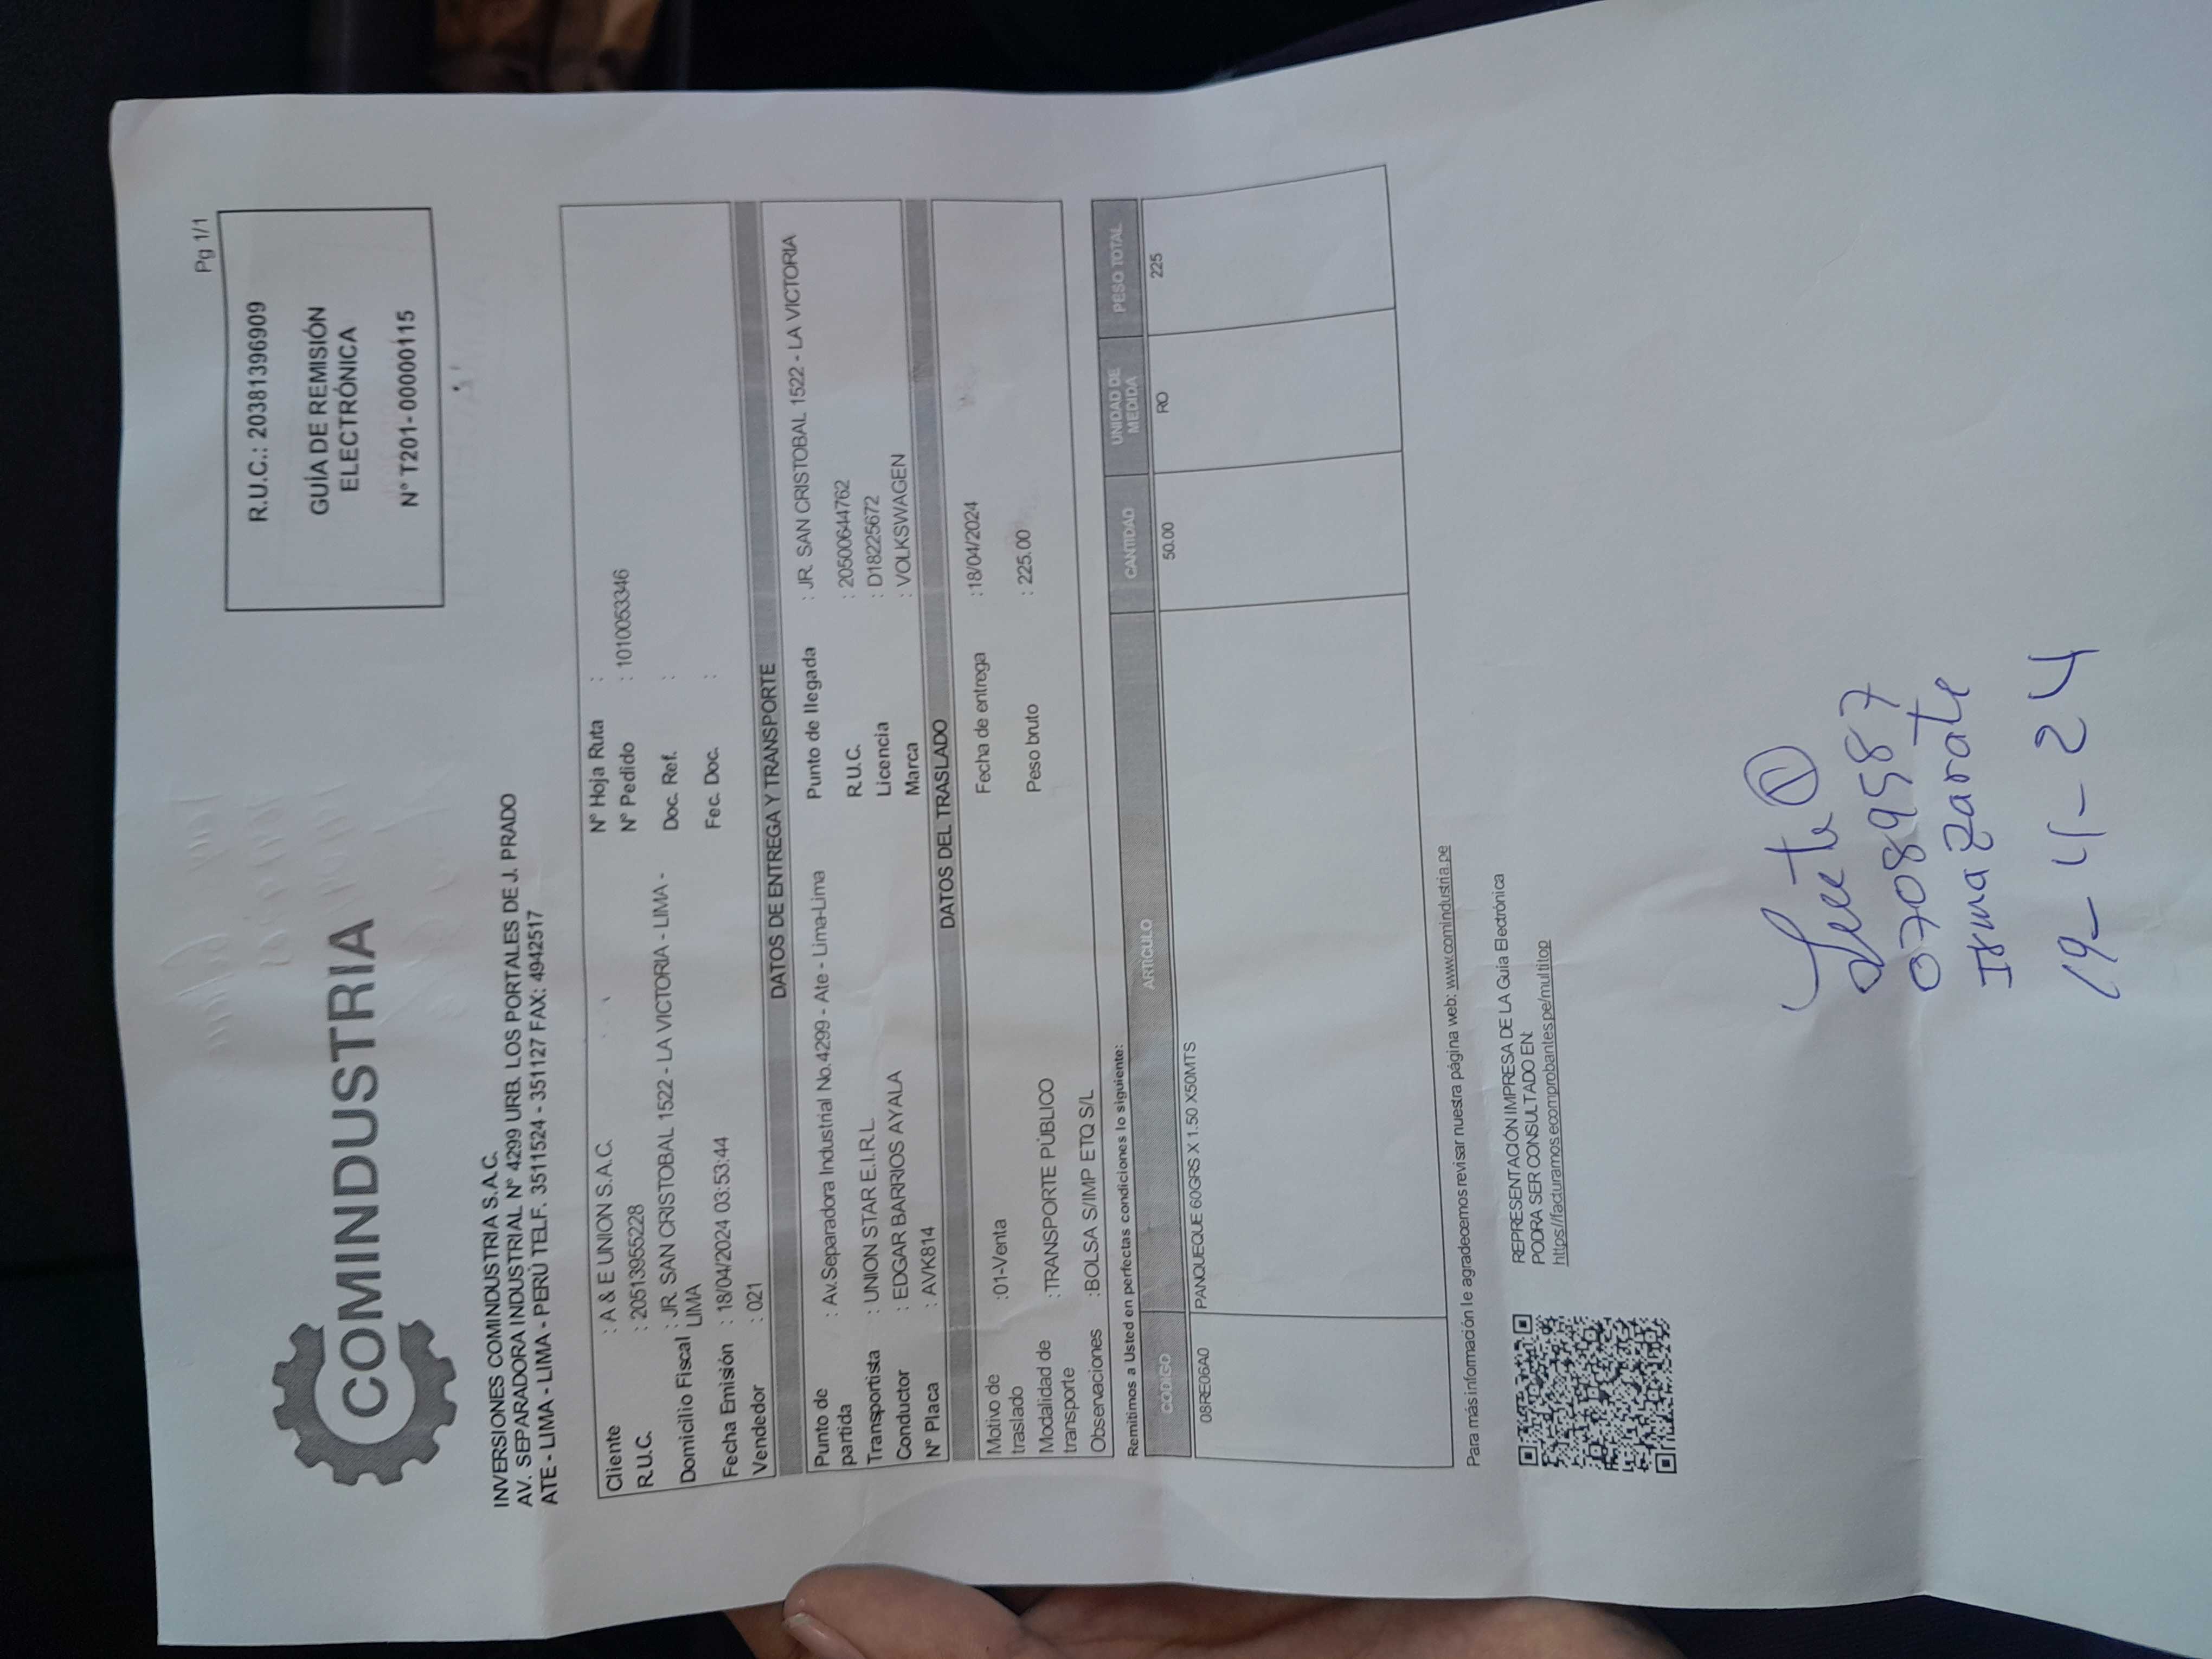 Pg 1/1
COMINDUSTRIA
R.U.C.: 20381396909
GUÍA DE REMISIÓN
ELECTRÓNICA
N° T201-00000115
INVERSIONES COMINDUSTRIA S.A.C.
AV. SEPARADORA INDUSTRIAL N° 4299 URB. LOS PORTALES DE J. PRADO
ATE - LIMA - LIMA - PERÙ TELF. 3511524 - 351127 FAX: 4942517
Cliente : A & E UNION S.A.C. N° Hoja Ruta :
R.U.C. : 20513955228 N° Pedido : 1010053346
Domicilio Fiscal : JR. SAN CRISTOBAL 1522 - LA VICTORIA - LIMA - Doc. Ref. :
LIMA
Fecha Emisión : 18/04/2024 03:53:44 Fec. Doc. :
Vendedor : 021
DATOS DE ENTREGA Y TRANSPORTE
Punto de : Av.Separadora Industrial No.4299 - Ate - Lima-Lima Punto de llegada : JR. SAN CRISTOBAL 1522 - LA VICTORIA
partida
Transportista : UNION STAR E.I.R.L R.U.C. : 20500644762
Conductor : EDGAR BARRIOS AYALA Licencia : D18225672
N° Placa : AVK814 Marca : VOLKSWAGEN
DATOS DEL TRASLADO
Motivo de :01-Venta Fecha de entrega :18/04/2024
traslado
Modalidad de :TRANSPORTE PÚBLICO Peso bruto : 225.00
transporte
Observaciones :BOLSA S/IMP ETQ S/L
Remitimos a Usted en perfectas condiciones lo siguiente:
CÓDIGO ARTÍCULO CANTIDAD UNIDAD DE MEDIDA PESO TOTAL
08RE06A0 PANQUEQUE 60GRS X 1.50 X50MTS 50.00 RO 225
Para más información le agradecemos revisar nuestra página web: www.comindustria.pe
REPRESENTACIÓN IMPRESA DE LA Guía Electrónica
PODRA SER CONSULTADO EN:
https://facturamos.ecomprobantes.pe/multitop
07089587
Irma Zarate
19-4-24